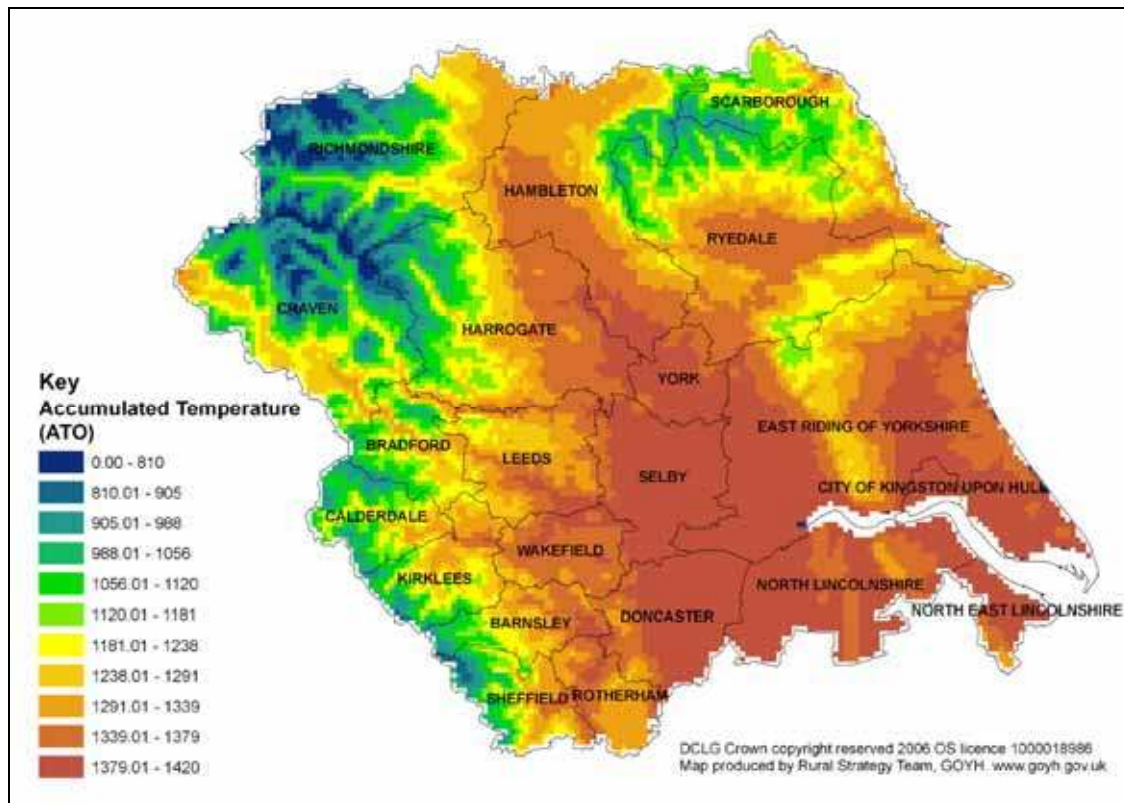 SCARBOROUGH
RICHMONDSHIRE
HAMBLETON
RYEDALE
CRAVEN
HARROGATE
YORK
EAST RIDING OF YORKSHIRE
BRADFORD
LEEDS
SELBY
CITY OF KINGSTON UPON HULL
CALDERDALE
WAKEFIELD
KIRKLEES
NORTH LINCOLNSHIRE
NORTH EAST LINCOLNSHIRE
BARNSLEY
DONCASTER
SHEFFIELD
ROTHERHAM
Key
Accumulated Temperature
(ATO)
0.00 - 810
810.01 - 905
905.01 - 988
988.01 - 1056
1056.01 - 1120
1120.01 - 1181
1181.01 - 1238
1238.01 - 1291
1291.01 - 1339
1339.01 - 1379
1379.01 - 1420
DCLG Crown copyright reserved 2006 OS licence 1000018986
Map produced by Rural Strategy Team, GOYH. www.goyh.gov.uk